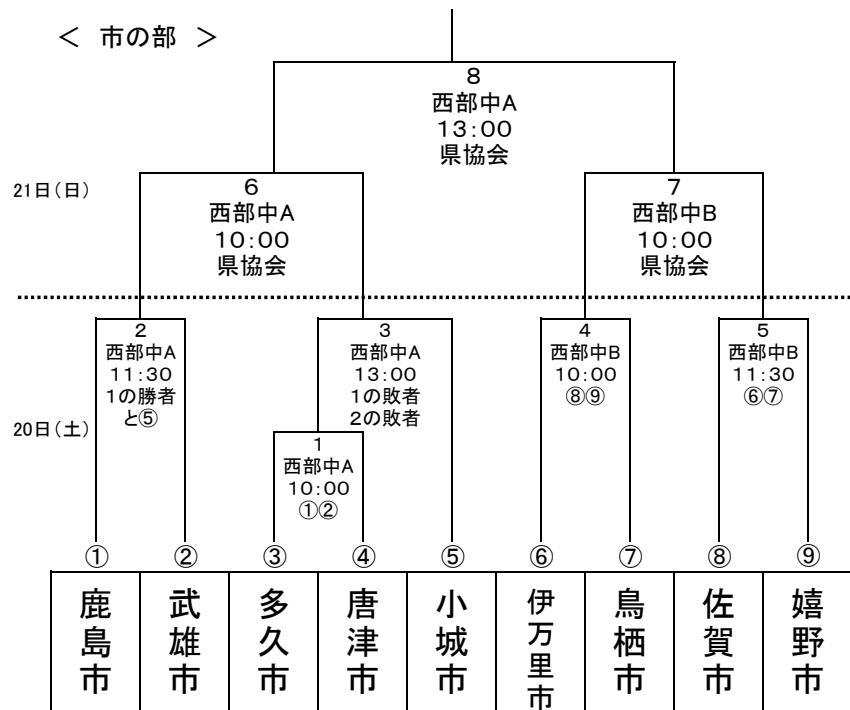 ＜ 市の部 ＞
8
西部中A
13:00
県協会
21日(日)
6
西部中A
10:00
県協会
7
西部中B
10:00
県協会
2
西部中A
11:30
1の勝者
と⑤
3
西部中A
13:00
1の敗者
2の敗者
4
西部中B
10:00
⑧⑨
5
西部中B
11:30
⑥⑦
20日(土)
1
西部中A
10:00
①②
① ② ③ ④ ⑤ ⑥ ⑦ ⑧ ⑨
鹿島市
武雄市
多久市
唐津市
小城市
伊万里市
鳥栖市
佐賀市
嬉野市